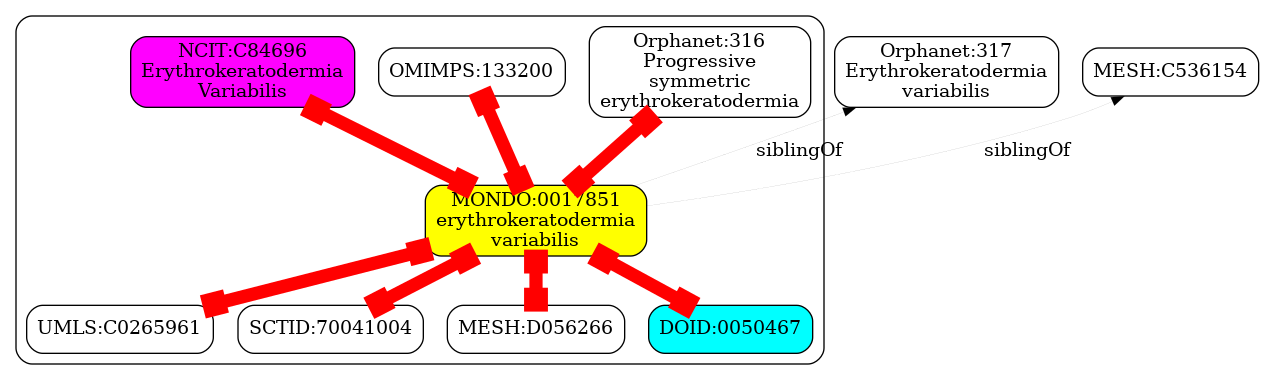 NCIT:C84696
Erythrokeratodermia
Variabilis
OMIMPS:133200
Orphanet:316
Progressive
symmetric
erythrokeratodermia
Orphanet:317
Erythrokeratodermia
variabilis
MESH:C536154
siblingOf
siblingOf
MONDO:0017851
erythrokeratodermia
variabilis
UMLS:C0265961
SCTID:70041004
MESH:D056266
DOID:0050467